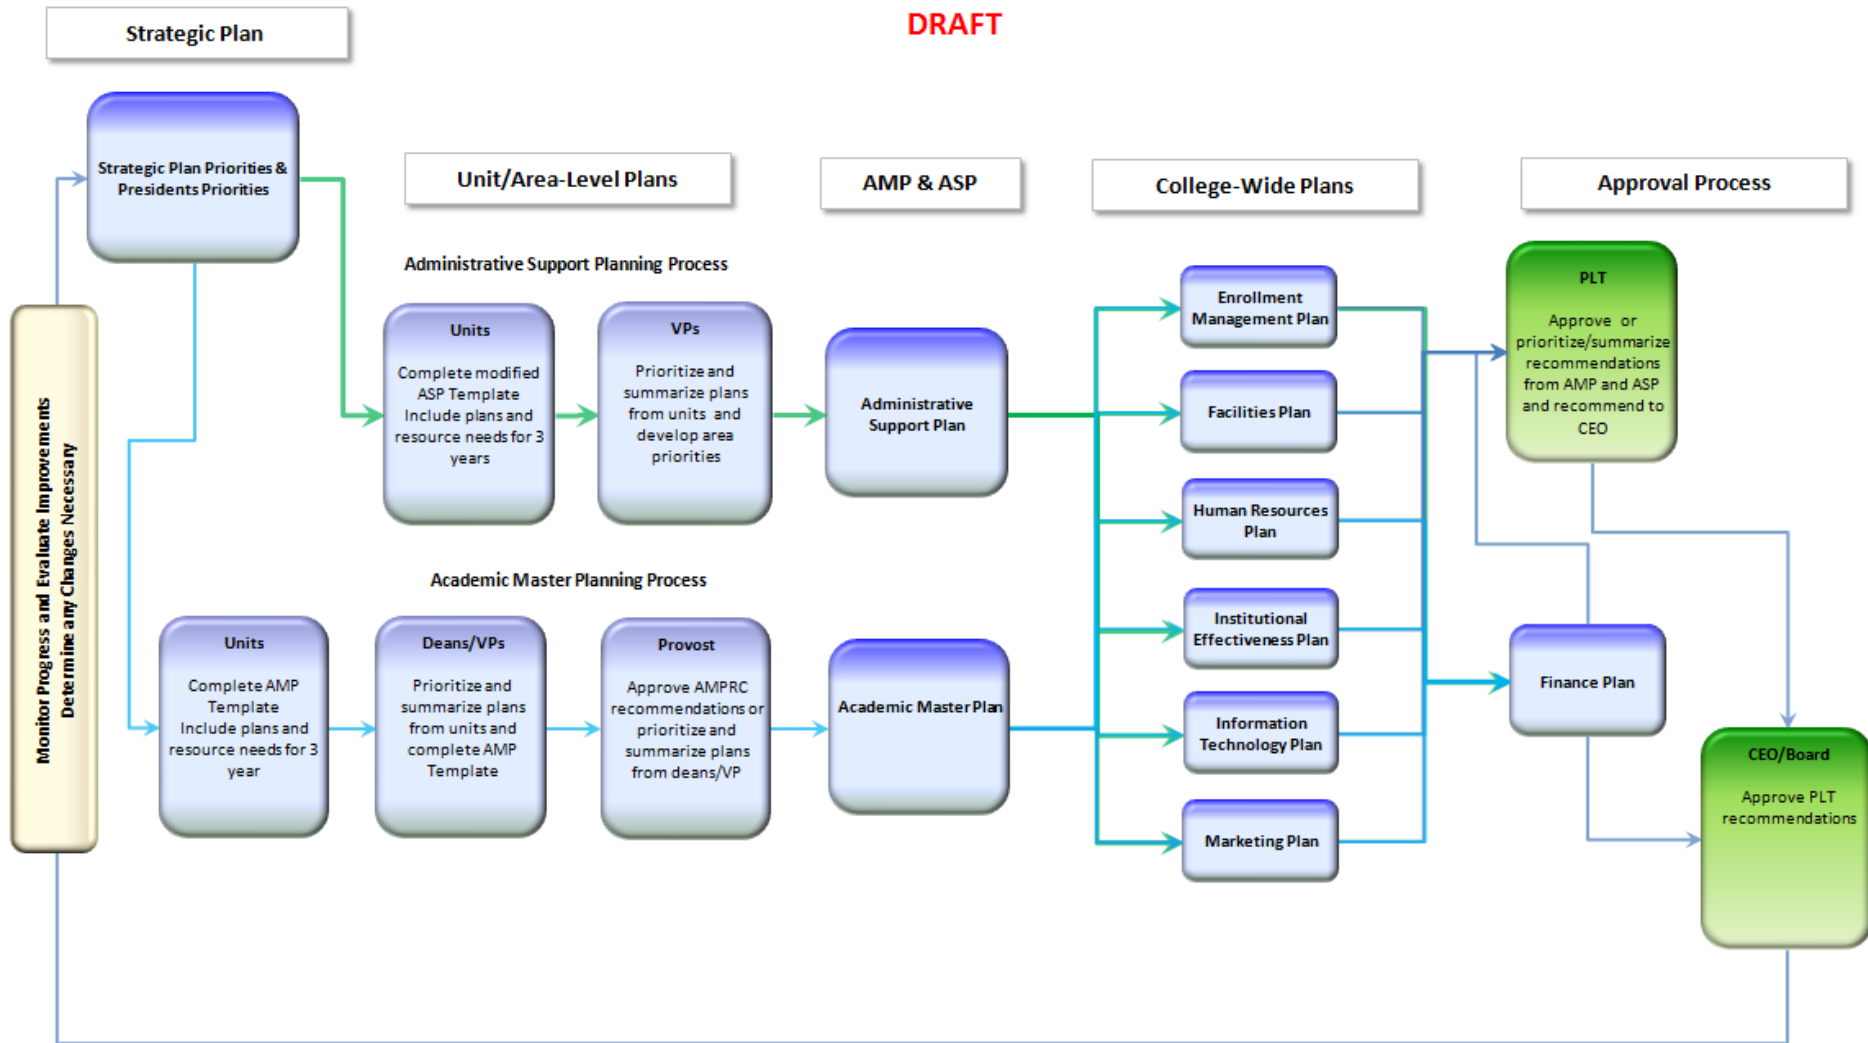 DRAFT
Strategic Plan
Strategic Plan Priorities &
Presidents Priorities
Unit/Area-Level Plans
AMP & ASP
College-Wide Plans
Approval Process
Administrative Support Planning Process
Units
Complete modified
ASP Template
Include plans and
resource needs for 3
years
VPs
Prioritize and
summarize plans
from units and
develop area
priorities
Administrative
Support Plan
Enrollment
Management Plan
Facilities Plan
Human Resources
Plan
Institutional
Effectiveness Plan
Information
Technology Plan
Marketing Plan
PLT
Approve or
prioritize/summarize
recommendations
from AMP and ASP
and recommend to
CEO
Monitor Progress and Evaluate Improvements
Determine any Changes Necessary
Academic Master Planning Process
Units
Complete AMP
Template
Include plans and
resource needs for 3
year
Deans/VPs
Prioritize and
summarize plans
from units and
complete AMP
Template
Provost
Approve AMPRC
recommendations or
prioritize and
summarize plans
from deans/VP
Academic Master Plan
Finance Plan
CEO/Board
Approve PLT
recommendations